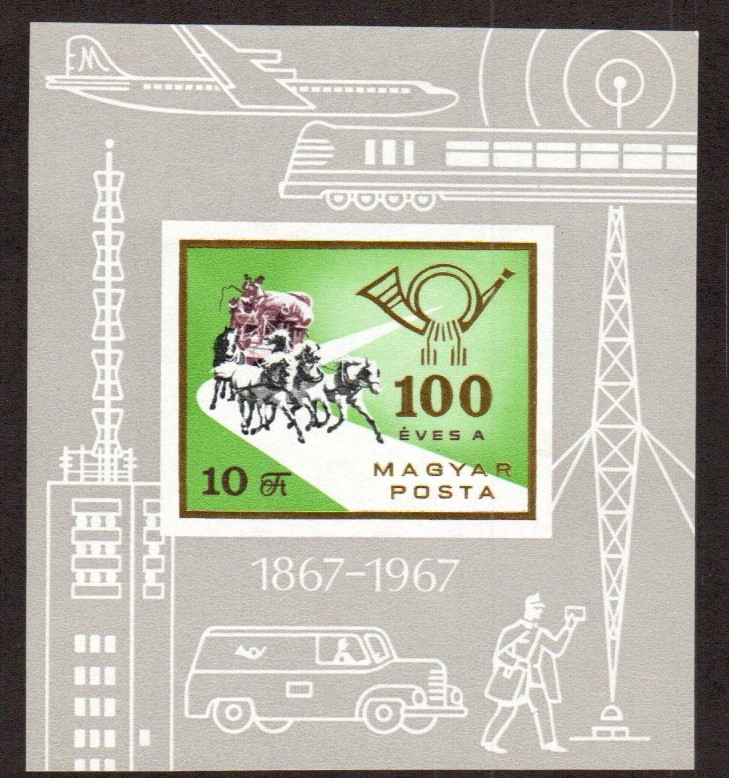 M
100
ÉVES A
MAGYAR
POSTA
10 Ft
1867–1967